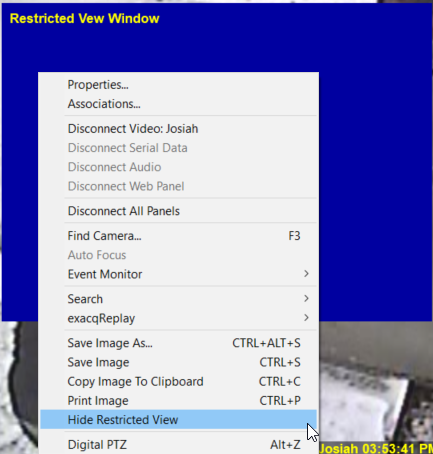 Restricted Vew Window
Properties...
Associations...
Disconnect Video: Josiah
Disconnect Serial Data
Disconnect Audio
Disconnect Web Panel
Disconnect All Panels
Find Camera... F3
Auto Focus
Event Monitor
Search
exacqReplay
Save Image As... CTRL+ALT+S
Save Image CTRL+S
Copy Image To Clipboard CTRL+C
Print Image CTRL+P
Hide Restricted View
Digital PTZ Alt+Z
Josiah 03:53:41 PM